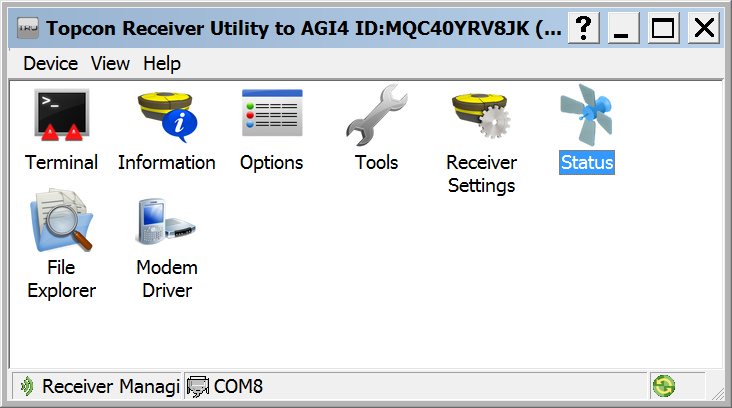 Topcon Receiver Utility to AGI4 ID:MQC40YRV8JK (...
Device View Help
Terminal Information Options Tools Receiver Settings Status
File Explorer Modem Driver
Receiver Managi COM8